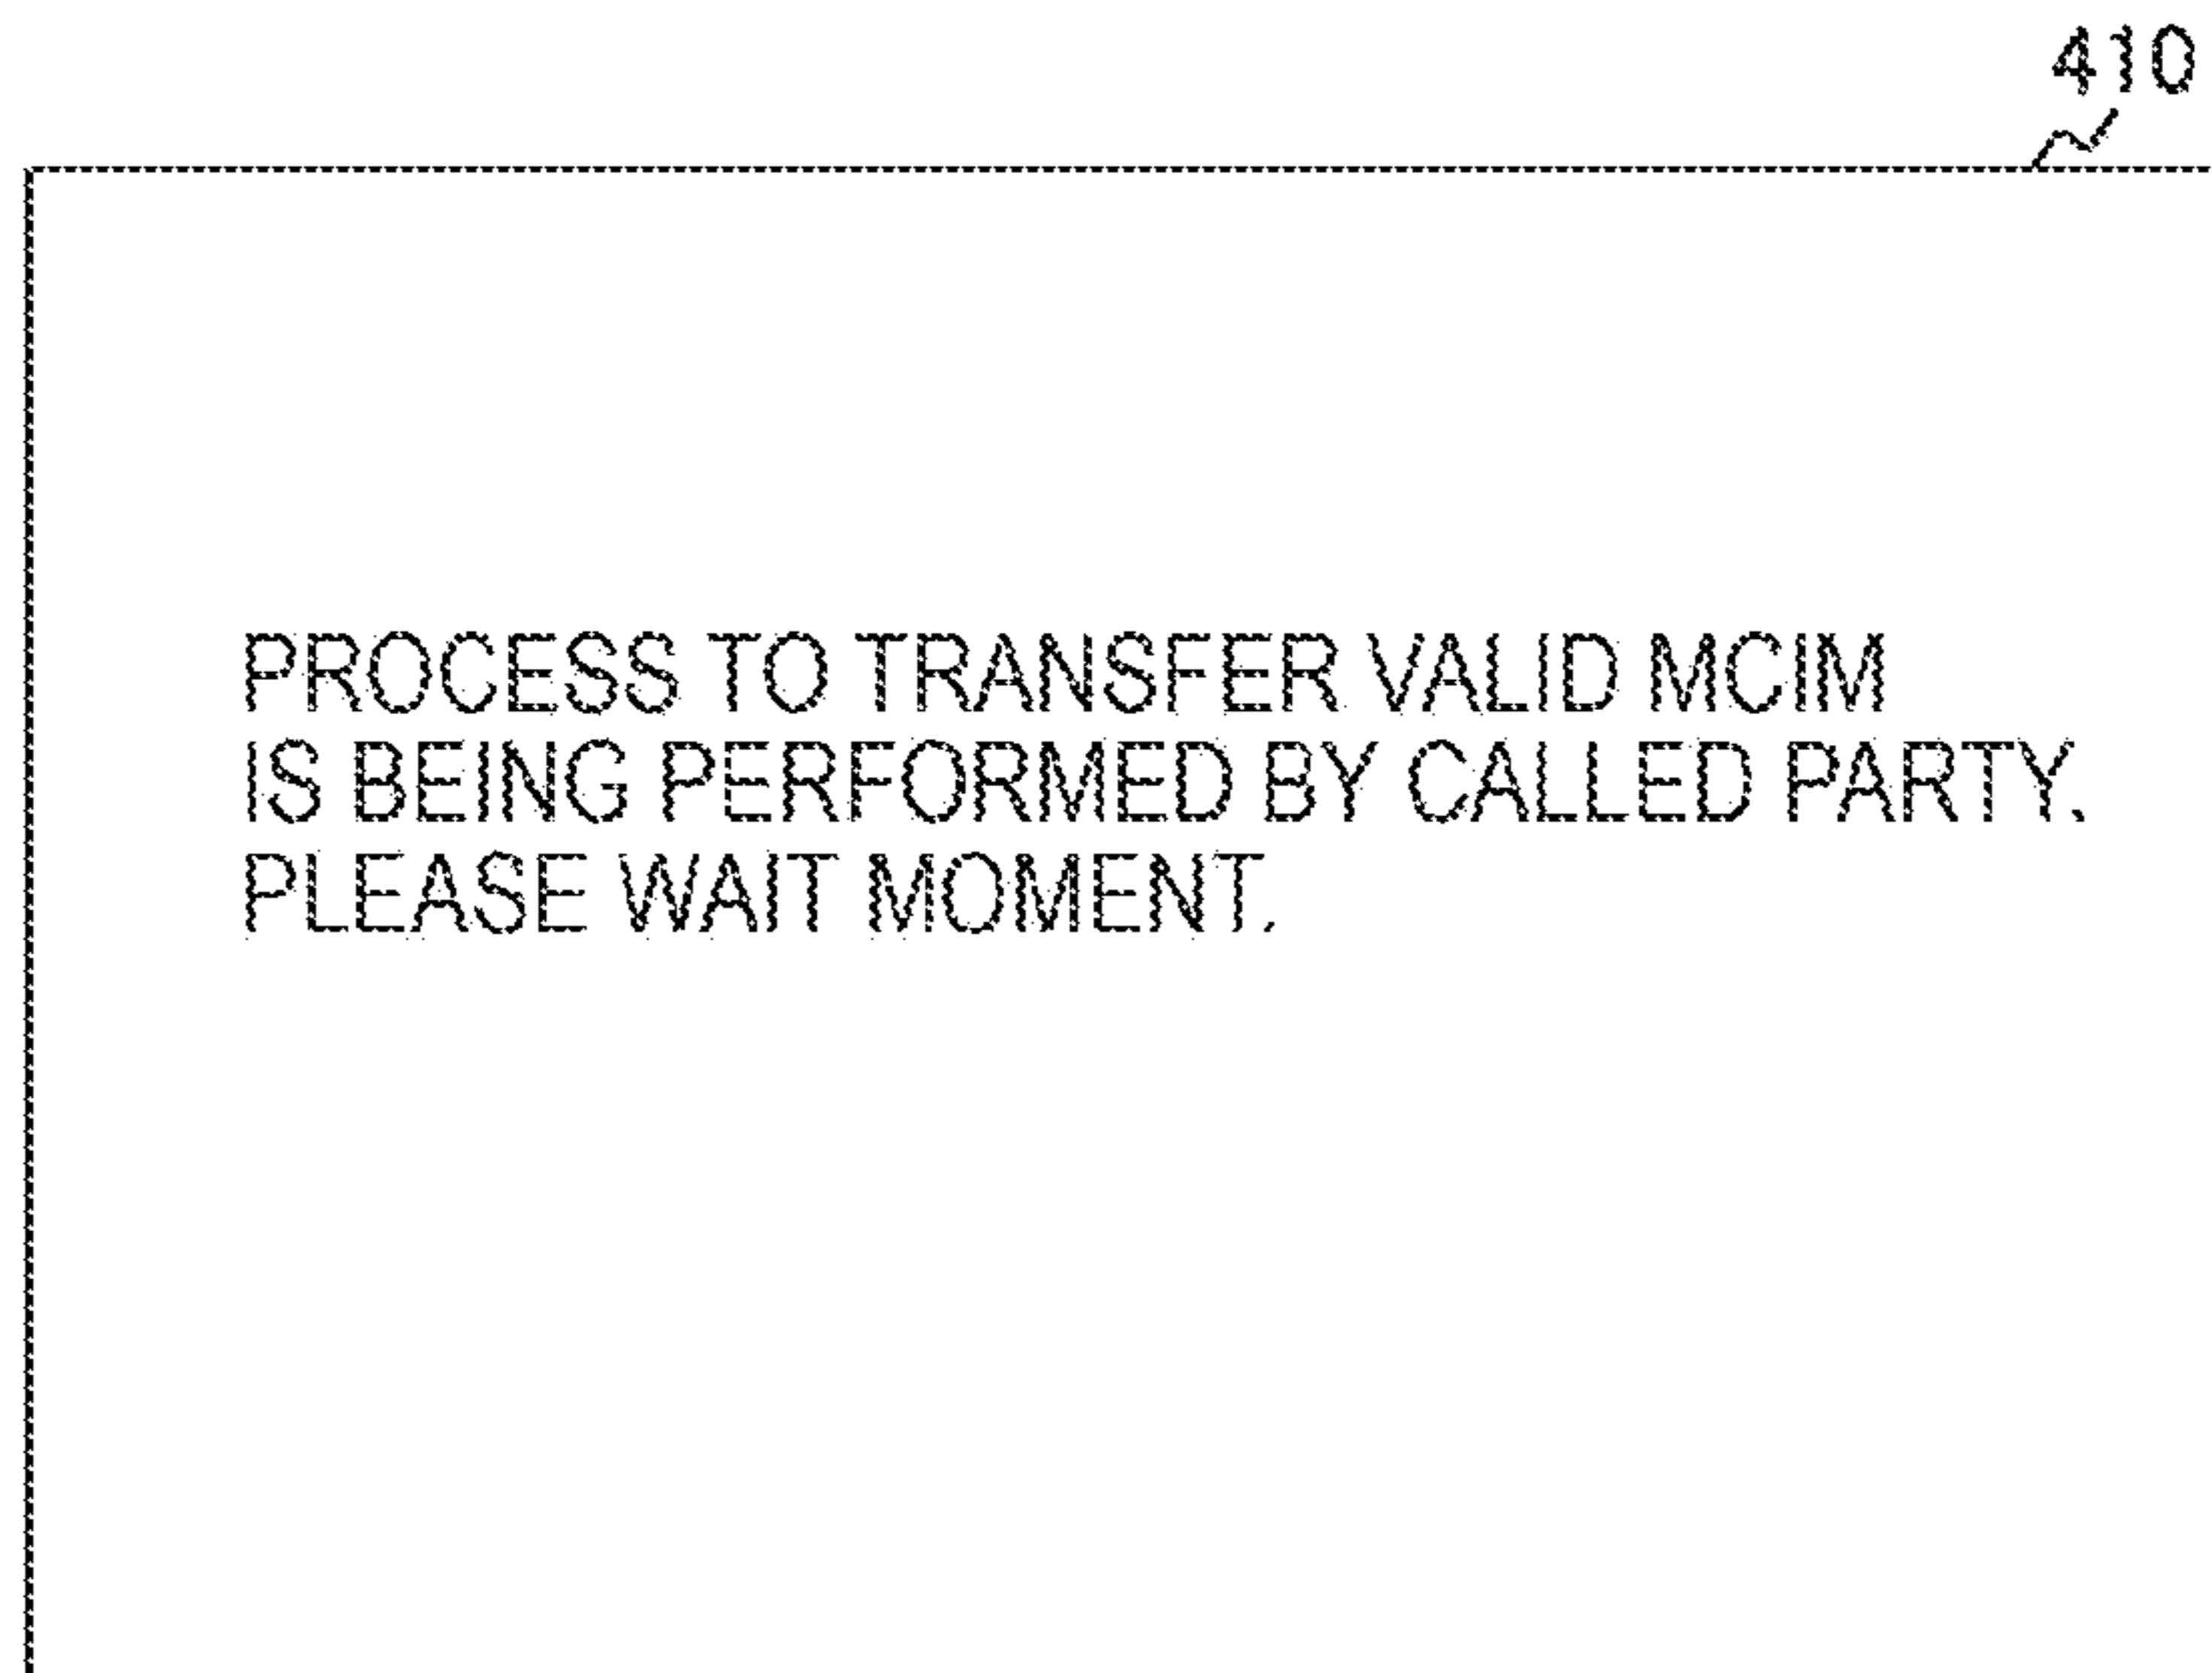 410
PROCESS TO TRANSFER VALID MCIM
IS BEING PERFORMED BY CALLED PARTY.
PLEASE WAIT MOMENT.